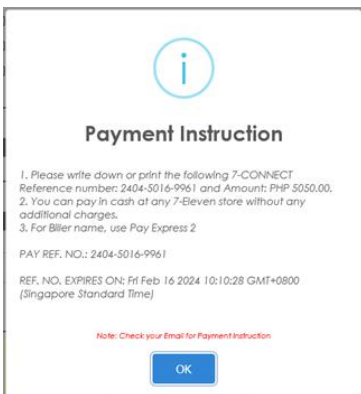 i
Payment Instruction
1. Please write down or print the following 7-CONNECT
Reference number: 2404-5016-9961 and Amount: PHP 5050.00.
2. You can pay in cash at any 7-Eleven store without any
additional charges.
3. For Biller name, use Pay Express 2
PAY REF. NO.: 2404-5016-9961
REF. NO. EXPIRES ON: Fri Feb 16 2024 10:10:28 GMT+0800
(Singapore Standard Time)
Note: Check your Email for Payment Instruction
OK